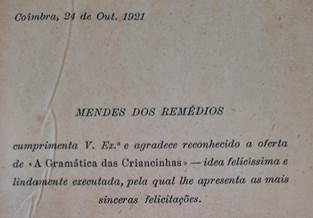 Coimbra, 24 de Out. 1921
MENDES DOS REMÉDIOS
cumprimenta V. Ex.ª e agradece reconhecido a oferta
de «A Gramática das Criancinhas» — idea felicíssima e
lindamente executada, pela qual lhe apresenta as mais
sinceras felicitações.